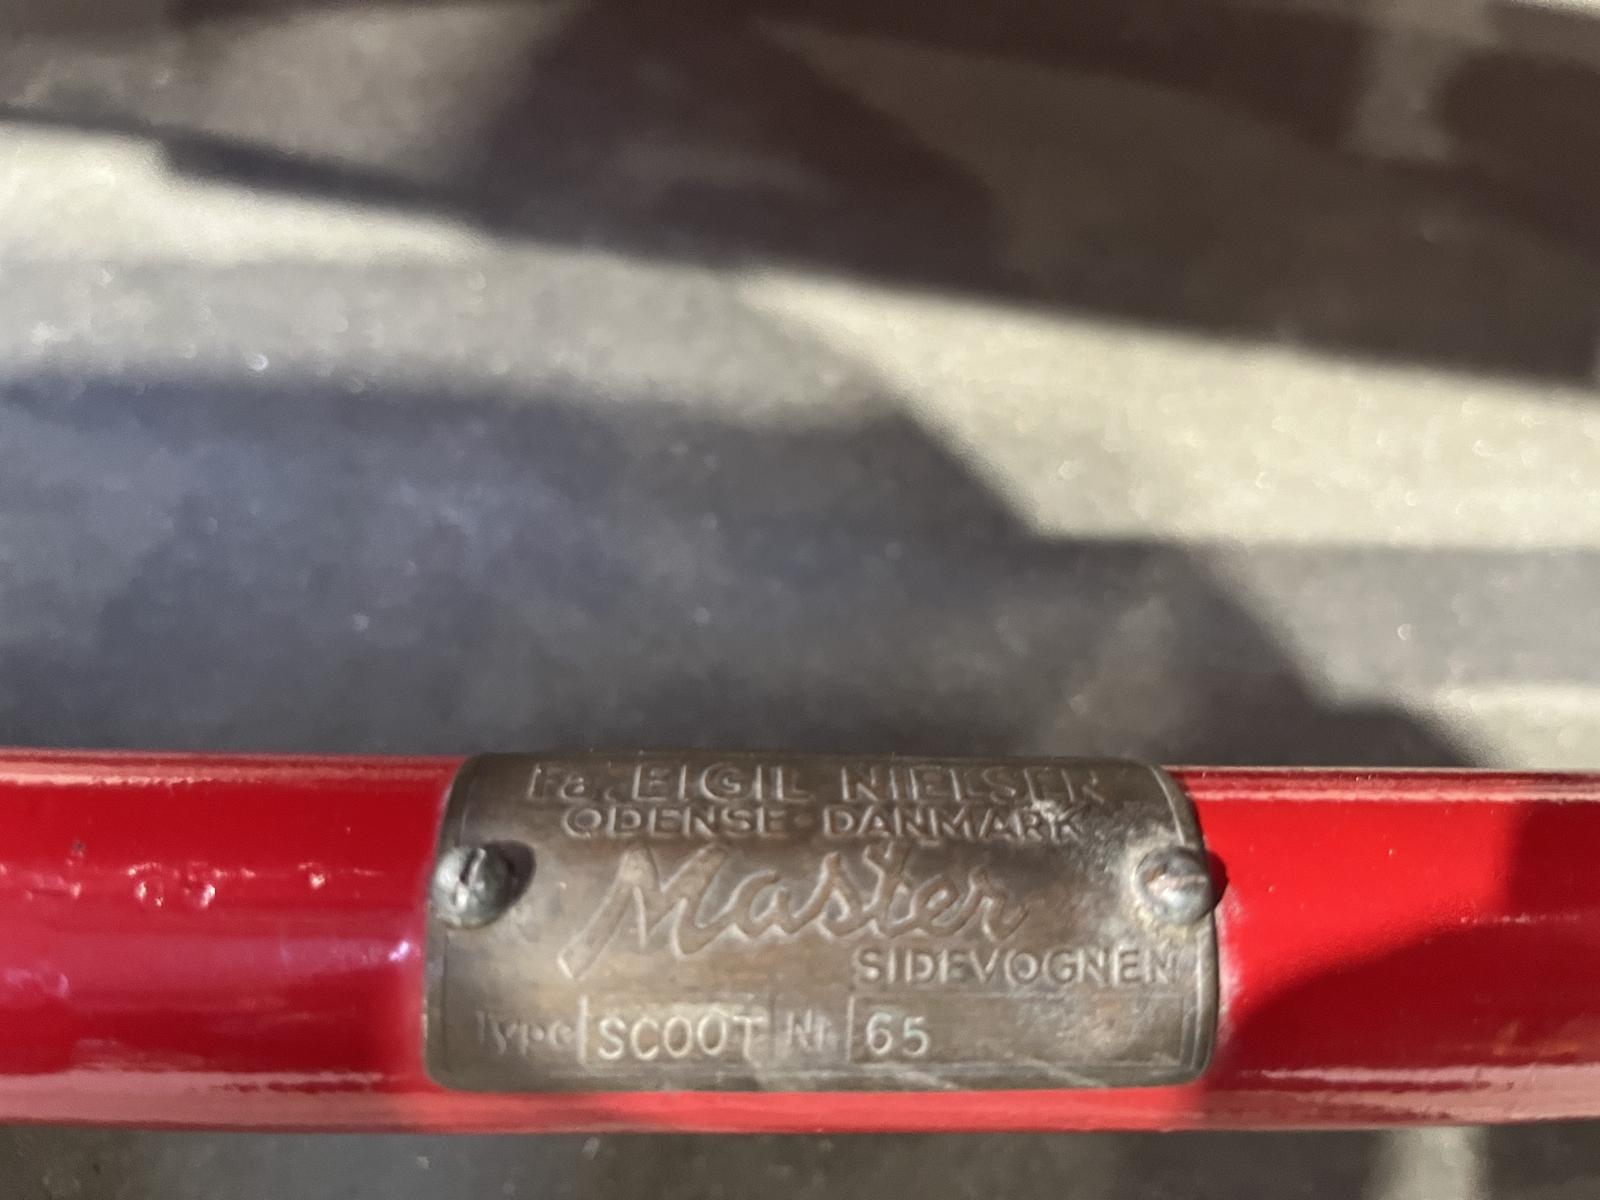 Fa. EIGIL NIELSEN
ODENSE-DANMARK
Master
SIDEVOGNEN
Type SCOOT Nr. 65